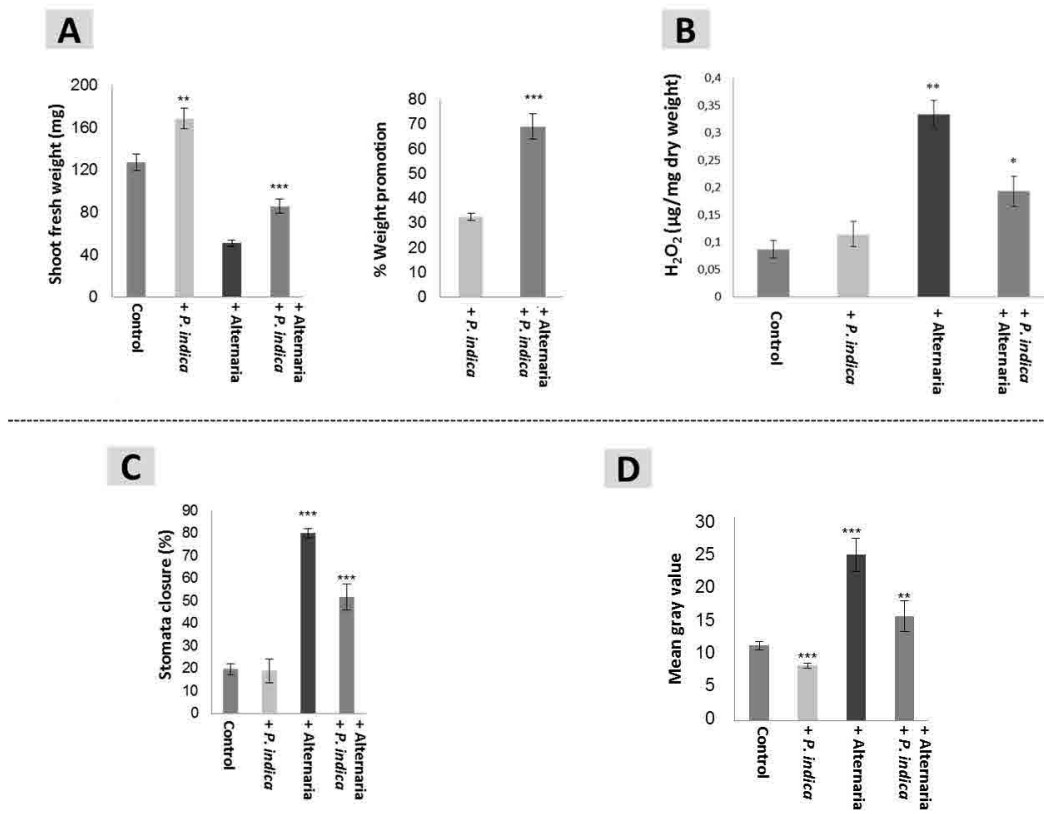 A
Shoot fresh weight (mg)
200
160
120
80
40
0
**
***
Control
+ P. indica
+ Alternaria
+ Alternaria
+ P. indica
% Weight promotion
80
70
60
50
40
30
20
10
0
***
+ P. indica
+ Alternaria
+ P. indica
B
H₂O₂ (µg/mg dry weight)
0,4
0,35
0,3
0,25
0,2
0,15
0,1
0,05
0
**
*
Control
+ P. indica
+ Alternaria
+ P. indica
+ Alternaria
C
Stomata closure (%)
90
80
70
60
50
40
30
20
10
0
***
***
Control
+ P. indica
+ Alternaria
+ Alternaria
+ P. indica
D
Mean gray value
30
25
20
15
10
5
0
***
***
**
Control
+ P. indica
+ Alternaria
+ Alternaria
+ P. indica